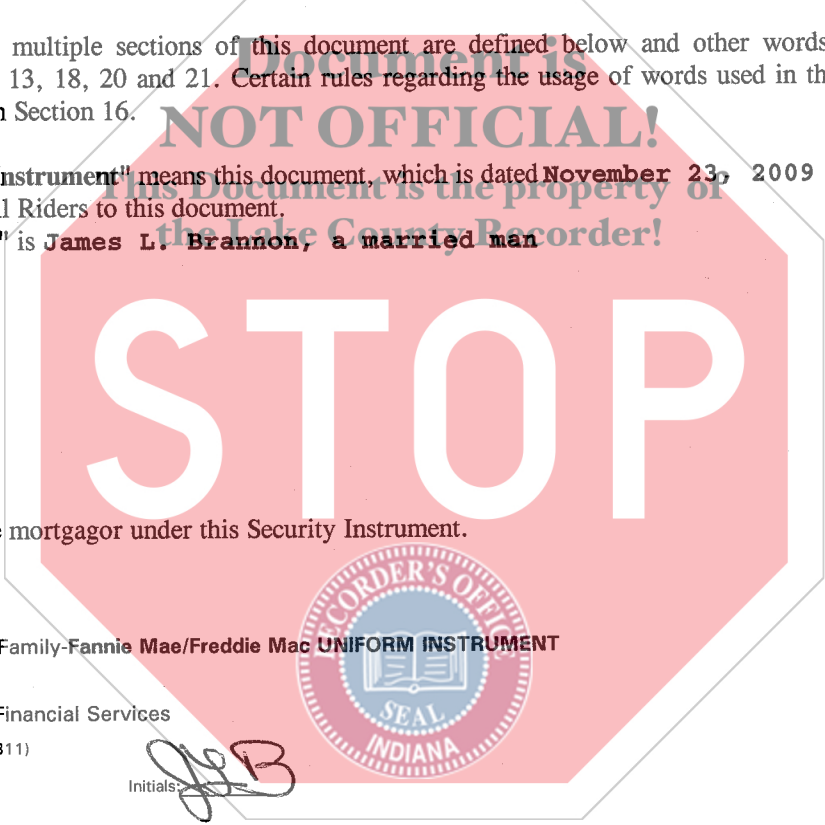 multiple sections of this document are defined below and other words
Document is
13, 18, 20 and 21. Certain rules regarding the usage of words used in th
n Section 16.
NOT OFFICIAL!
nstrument" means this document, which is dated November 23, 2009
This Document is the property of
l Riders to this document.
the Lake County Recorder!
" is James L. Brannon, a married man
STOP
e mortgagor under this Security Instrument.
RECORDER'S OFFICE
Family-Fannie Mae/Freddie Mac UNIFORM INSTRUMENT
SEAL
Financial Services
INDIANA
311)
Initials: JLB